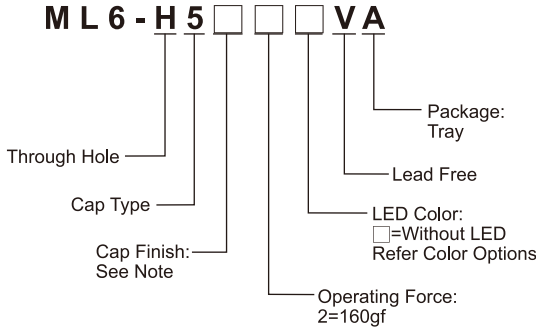 ML6-H5□□□VA
Package:
Tray
Through Hole
Lead Free
Cap Type
LED Color:
□=Without LED
Refer Color Options
Cap Finish:
See Note
Operating Force:
2=160gf